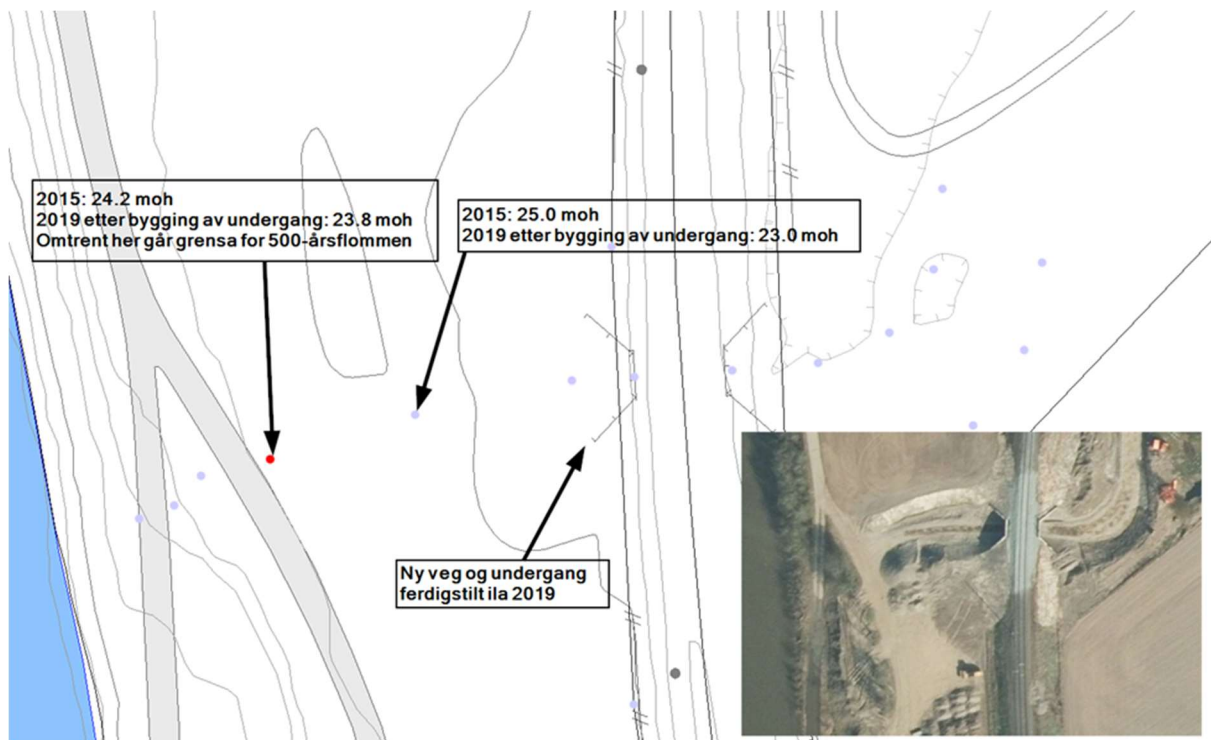 2015: 24.2 moh
2019 etter bygging av undergang: 23.8 moh
Omtrent her går grensa for 500-årsflommen
2015: 25.0 moh
2019 etter bygging av undergang: 23.0 moh
Ny veg og undergang
ferdigstilt ila 2019